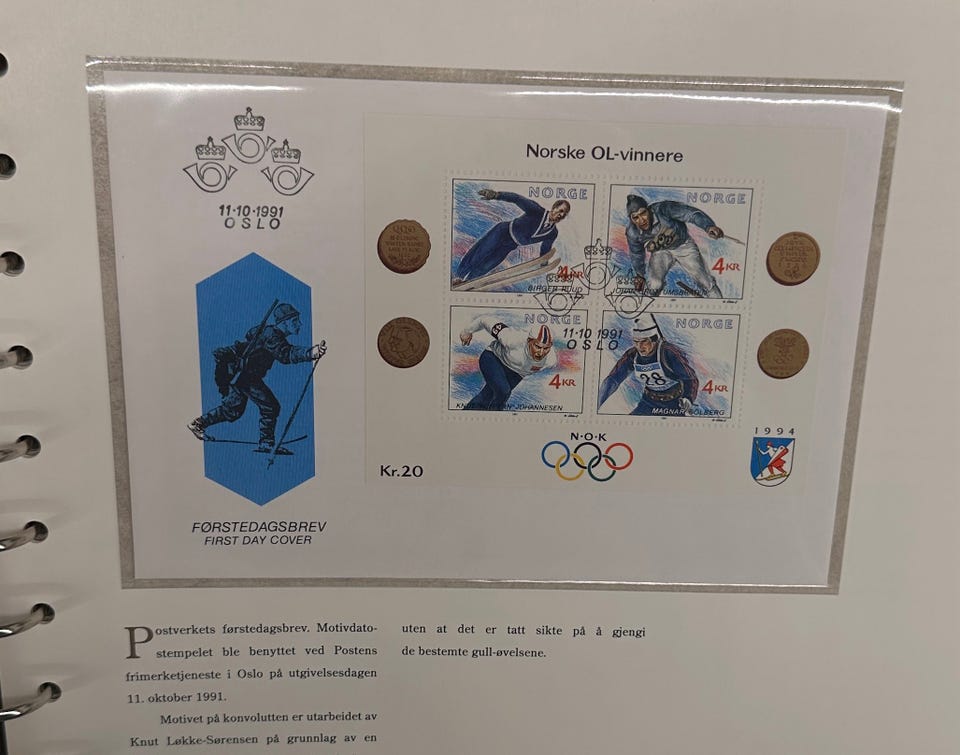 11·10·1991
OSLO
FØRSTEDAGSBREV
FIRST DAY COVER
Norske OL-vinnere
NORGE
4KR
BIRGER RUUD
NORGE
4KR
JOHAN
NORGE
4KR
KNUT JOHANNESEN
NORGE
28
4KR
MAGNAR SOLBERG
11·10 1991
OSLO
N·O·K
Kr.20
1994
Postverkets førstedagsbrev. Motivdato-
stempelet ble benyttet ved Postens
frimerketjeneste i Oslo på utgivelsesdagen
11. oktober 1991.
Motivet på konvolutten er utarbeidet av
Knut Løkke-Sørensen på grunnlag av en
uten at det er tatt sikte på å gjengi
de bestemte gull-øvelsene.